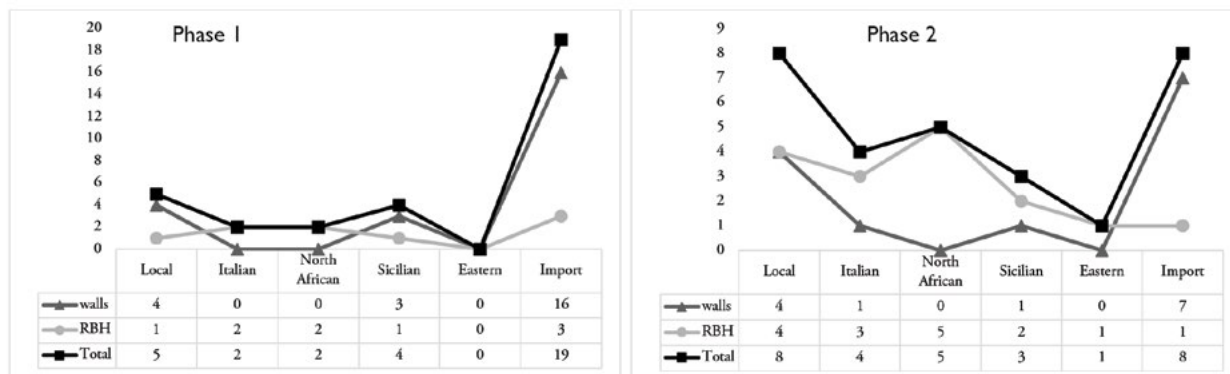 Phase 1
20
18
16
14
12
10
8
6
4
2
0
Local Italian North African Sicilian Eastern Import
walls 4 0 0 3 0 16
RBH 1 2 2 1 0 3
Total 5 2 2 4 0 19
Phase 2
9
8
7
6
5
4
3
2
1
0
Local Italian North African Sicilian Eastern Import
walls 4 1 0 1 0 7
RBH 4 3 5 2 1 1
Total 8 4 5 3 1 8